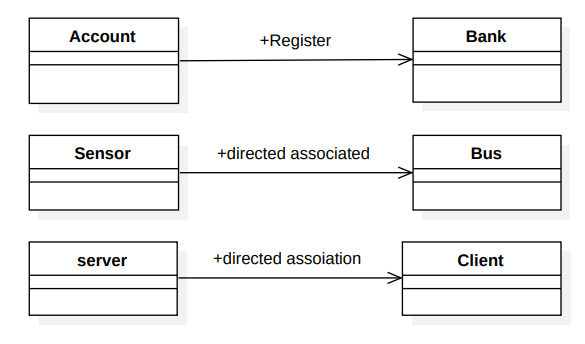 Account
+Register
Bank
Sensor
+directed associated
Bus
server
+directed assoiation
Client